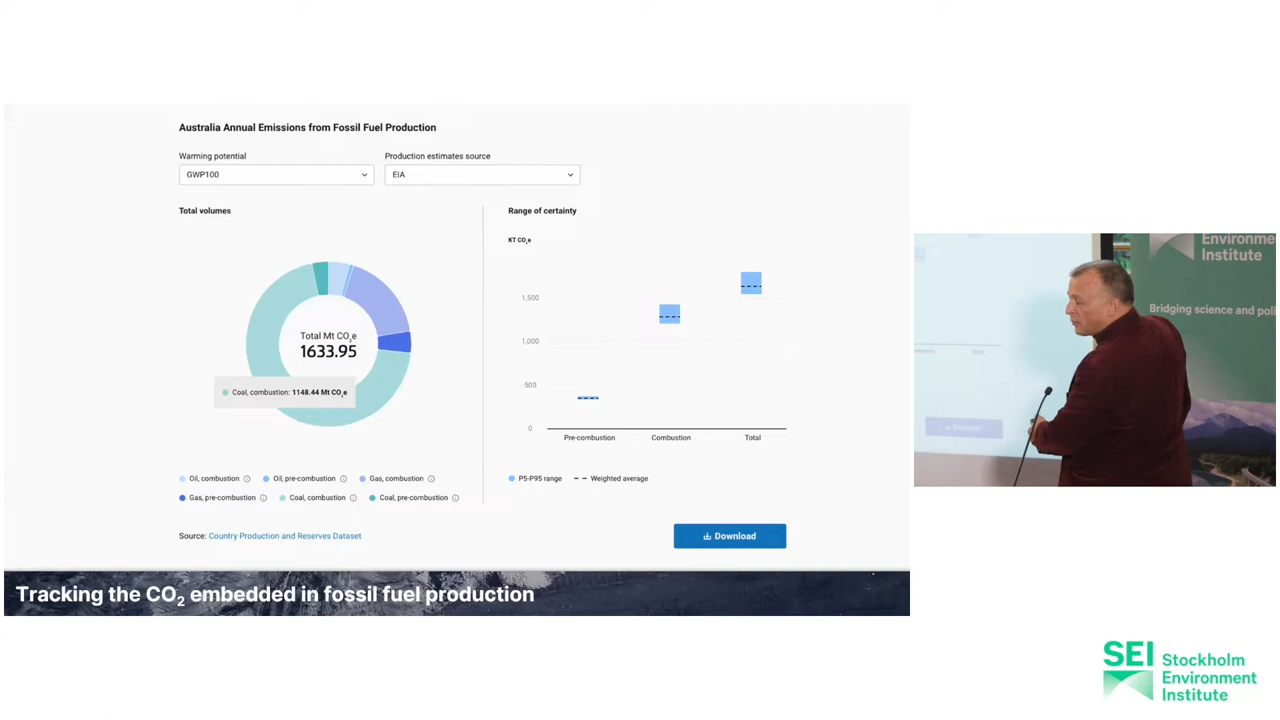 Australia Annual Emissions from Fossil Fuel Production
Warming potential
Production estimates source
GWP100
EIA
Total volumes
Range of certainty
KT CO₂e
Total Mt CO₂e
1633.95
Coal, combustion: 1148.44 Mt CO₂e
1,500
1,000
500
0
Pre-combustion
Combustion
Total
Oil, combustion
Oil, pre-combustion
Gas, combustion
Gas, pre-combustion
Coal, combustion
Coal, pre-combustion
P5-P95 range
Weighted average
Source: Country Production and Reserves Dataset
Download
Tracking the CO₂ embedded in fossil fuel production
Environment
Institute
Bridging science and poli
Download
SEI Stockholm
Environment
Institute